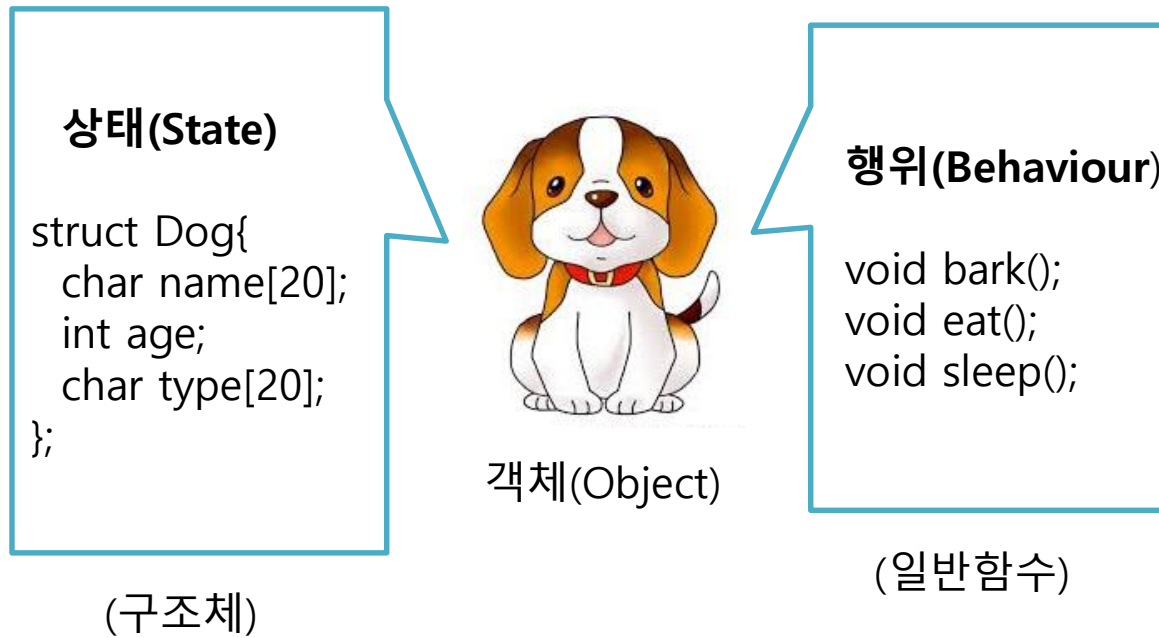 상태(State)
struct Dog{
char name[20];
int age;
char type[20];
};
(구조체)
객체(Object)
행위(Behaviour)
void bark();
void eat();
void sleep();
(일반함수)